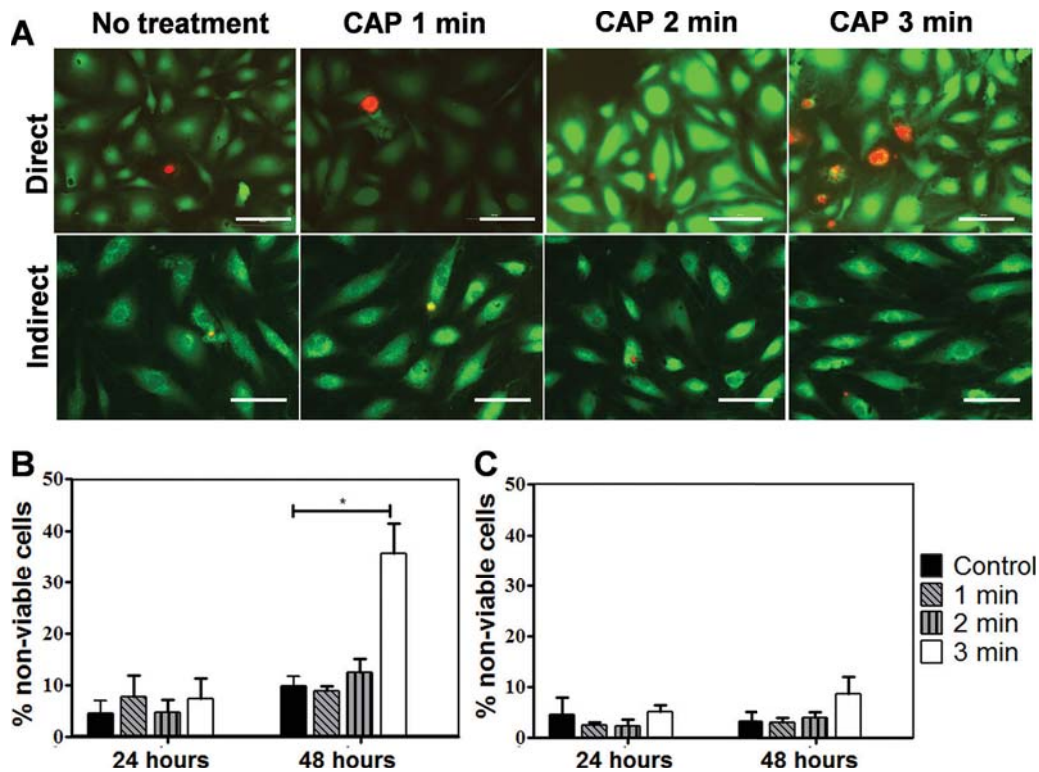 A
No treatment
CAP 1 min
CAP 2 min
CAP 3 min
Direct
Indirect
B
% non-viable cells
50
40
30
20
10
0
*
24 hours
48 hours
C
% non-viable cells
50
40
30
20
10
0
24 hours
48 hours
Control
1 min
2 min
3 min